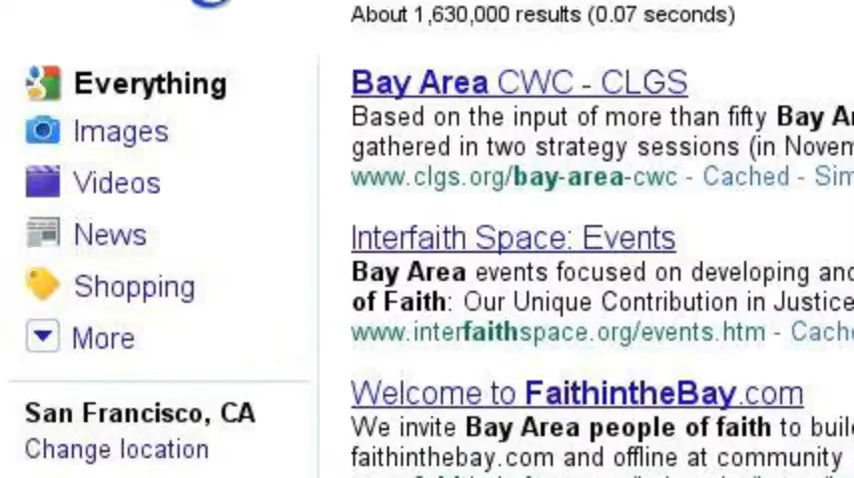 About 1,630,000 results (0.07 seconds)
Everything
Images
Videos
News
Shopping
More
San Francisco, CA
Change location
Bay Area CWC - CLGS
Based on the input of more than fifty Bay
gathered in two strategy sessions (in
www.clgs.org/bay-area-cwc - Cached -
Interfaith Space: Events
Bay Area events focused on developing
of Faith: Our Unique Contribution in Justice
www.interfaithspace.org/events.htm -
Welcome to FaithintheBay.com
We invite Bay Area people of faith to
faithinthebay.com and offline at community